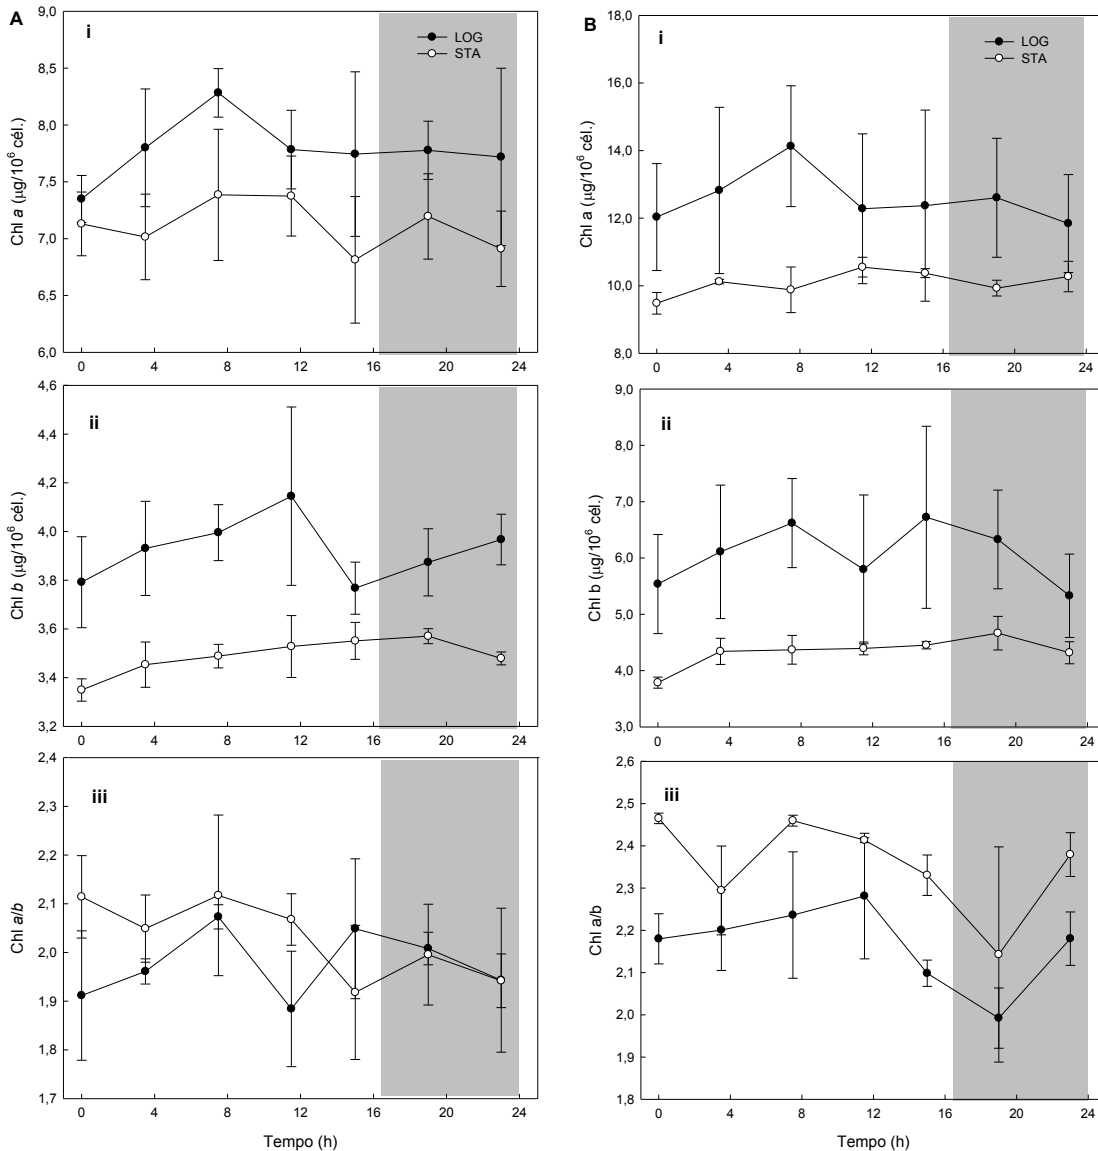 A
i
LOG
STA
Chl a (µg/10⁶ cél.)
9,0
8,5
8,0
7,5
7,0
6,5
6,0
0 4 8 12 16 20 24
ii
Chl b (µg/10⁶ cél.)
4,6
4,4
4,2
4,0
3,8
3,6
3,4
3,2
0 4 8 12 16 20 24
iii
Chl a/b
2,4
2,3
2,2
2,1
2,0
1,9
1,8
1,7
0 4 8 12 16 20 24
Tempo (h)
B
i
LOG
STA
Chl a (µg/10⁶ cél.)
18,0
16,0
14,0
12,0
10,0
8,0
0 4 8 12 16 20 24
ii
Chl b (µg/10⁶ cél.)
9,0
8,0
7,0
6,0
5,0
4,0
3,0
0 4 8 12 16 20 24
iii
Chl a/b
2,6
2,5
2,4
2,3
2,2
2,1
2,0
1,9
1,8
0 4 8 12 16 20 24
Tempo (h)